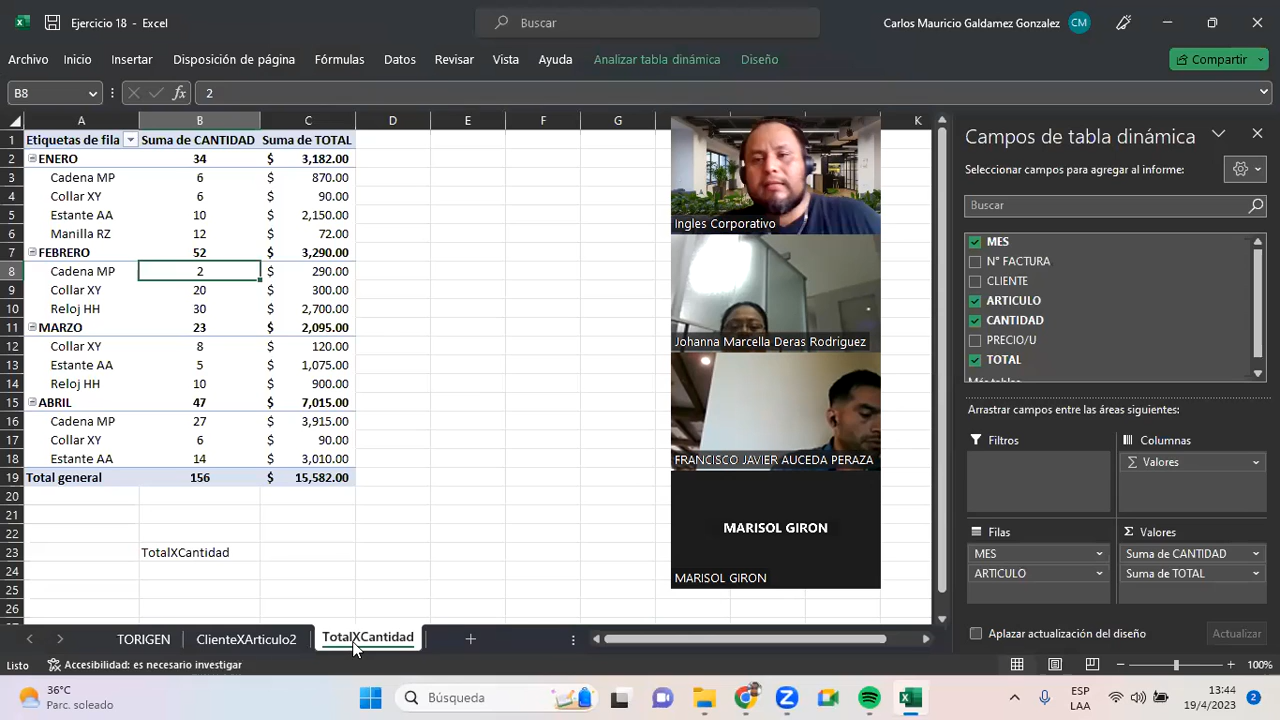 Ejercicio 18 - Excel
Buscar
Carlos Mauricio Galdamez Gonzalez
CM
Archivo Inicio Insertar Disposición de página Fórmulas Datos Revisar Vista Ayuda Analizar tabla dinámica Diseño
Compartir
B8
fx
2
A B C D E F G K
1 Etiquetas de fila Suma de CANTIDAD Suma de TOTAL
2 ENERO 34 $ 3,182.00
3 Cadena MP 6 $ 870.00
4 Collar XY 6 $ 90.00
5 Estante AA 10 $ 2,150.00
6 Manilla RZ 12 $ 72.00
7 FEBRERO 52 $ 3,290.00
8 Cadena MP 2 $ 290.00
9 Collar XY 20 $ 300.00
10 Reloj HH 30 $ 2,700.00
11 MARZO 23 $ 2,095.00
12 Collar XY 8 $ 120.00
13 Estante AA 5 $ 1,075.00
14 Reloj HH 10 $ 900.00
15 ABRIL 47 $ 7,015.00
16 Cadena MP 27 $ 3,915.00
17 Collar XY 6 $ 90.00
18 Estante AA 14 $ 3,010.00
19 Total general 156 $ 15,582.00
20
21
22
23 TotalXCantidad
24
25
26
Ingles Corporativo
Johanna Marcella Deras Rodriguez
FRANCISCO JAVIER AUCEDA PERAZA
MARISOL GIRON
MARISOL GIRON
Campos de tabla dinámica
Seleccionar campos para agregar al informe:
Buscar
MES
N° FACTURA
CLIENTE
ARTICULO
CANTIDAD
PRECIO/U
TOTAL
Más tablas
Arrastrar campos entre las áreas siguientes:
Filtros
Columnas
Valores
Filas
Valores
MES
Suma de CANTIDAD
ARTICULO
Suma de TOTAL
Aplazar actualización del diseño
Actualizar
TORIGEN ClienteXArticulo2 TotalXCantidad
Listo
Accesibilidad: es necesario investigar
100%
36°C
Parc. soleado
Búsqueda
ESP
LAA
13:44
19/4/2023
2